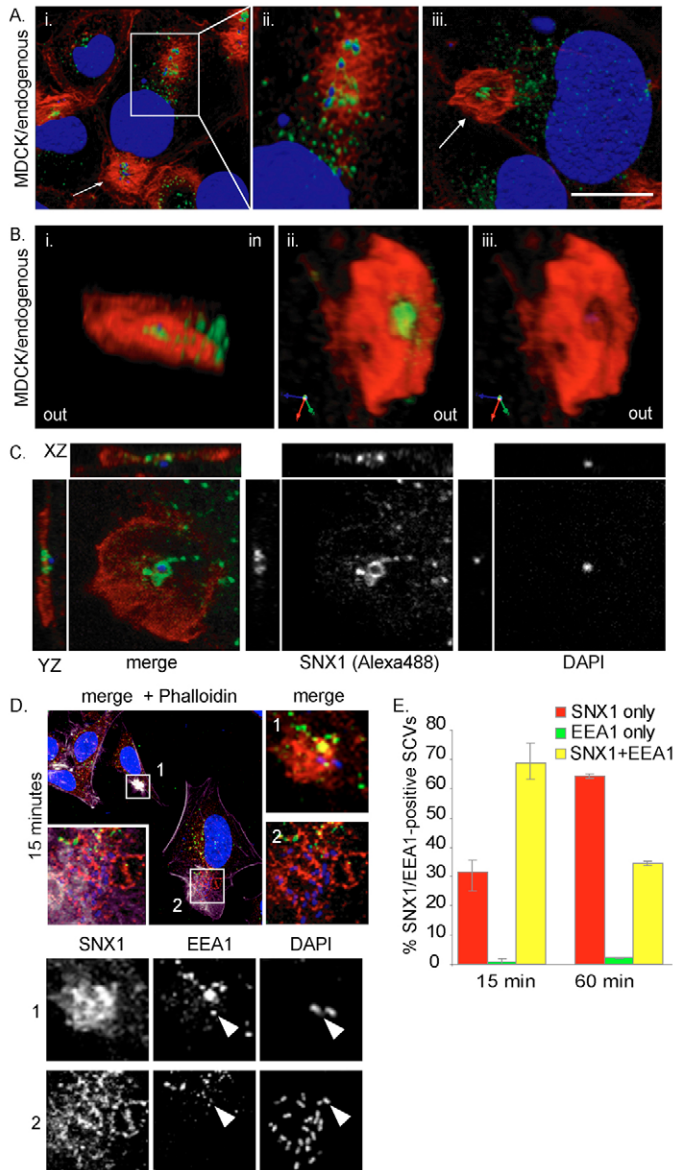 A.
MDCK/endogenous
i.
ii.
iii.
B.
MDCK/endogenous
i.
in
out
ii.
out
iii.
out
C.
XZ
YZ
merge
SNX1 (Alexa488)
DAPI
D.
merge + Phalloidin
merge
15 minutes
1
2
1
2
SNX1
EEA1
DAPI
1
2
E.
SNX1 only
EEA1 only
SNX1+EEA1
% SNX1/EEA1-positive SCVs
80
70
60
50
40
30
20
10
0
15 min
60 min